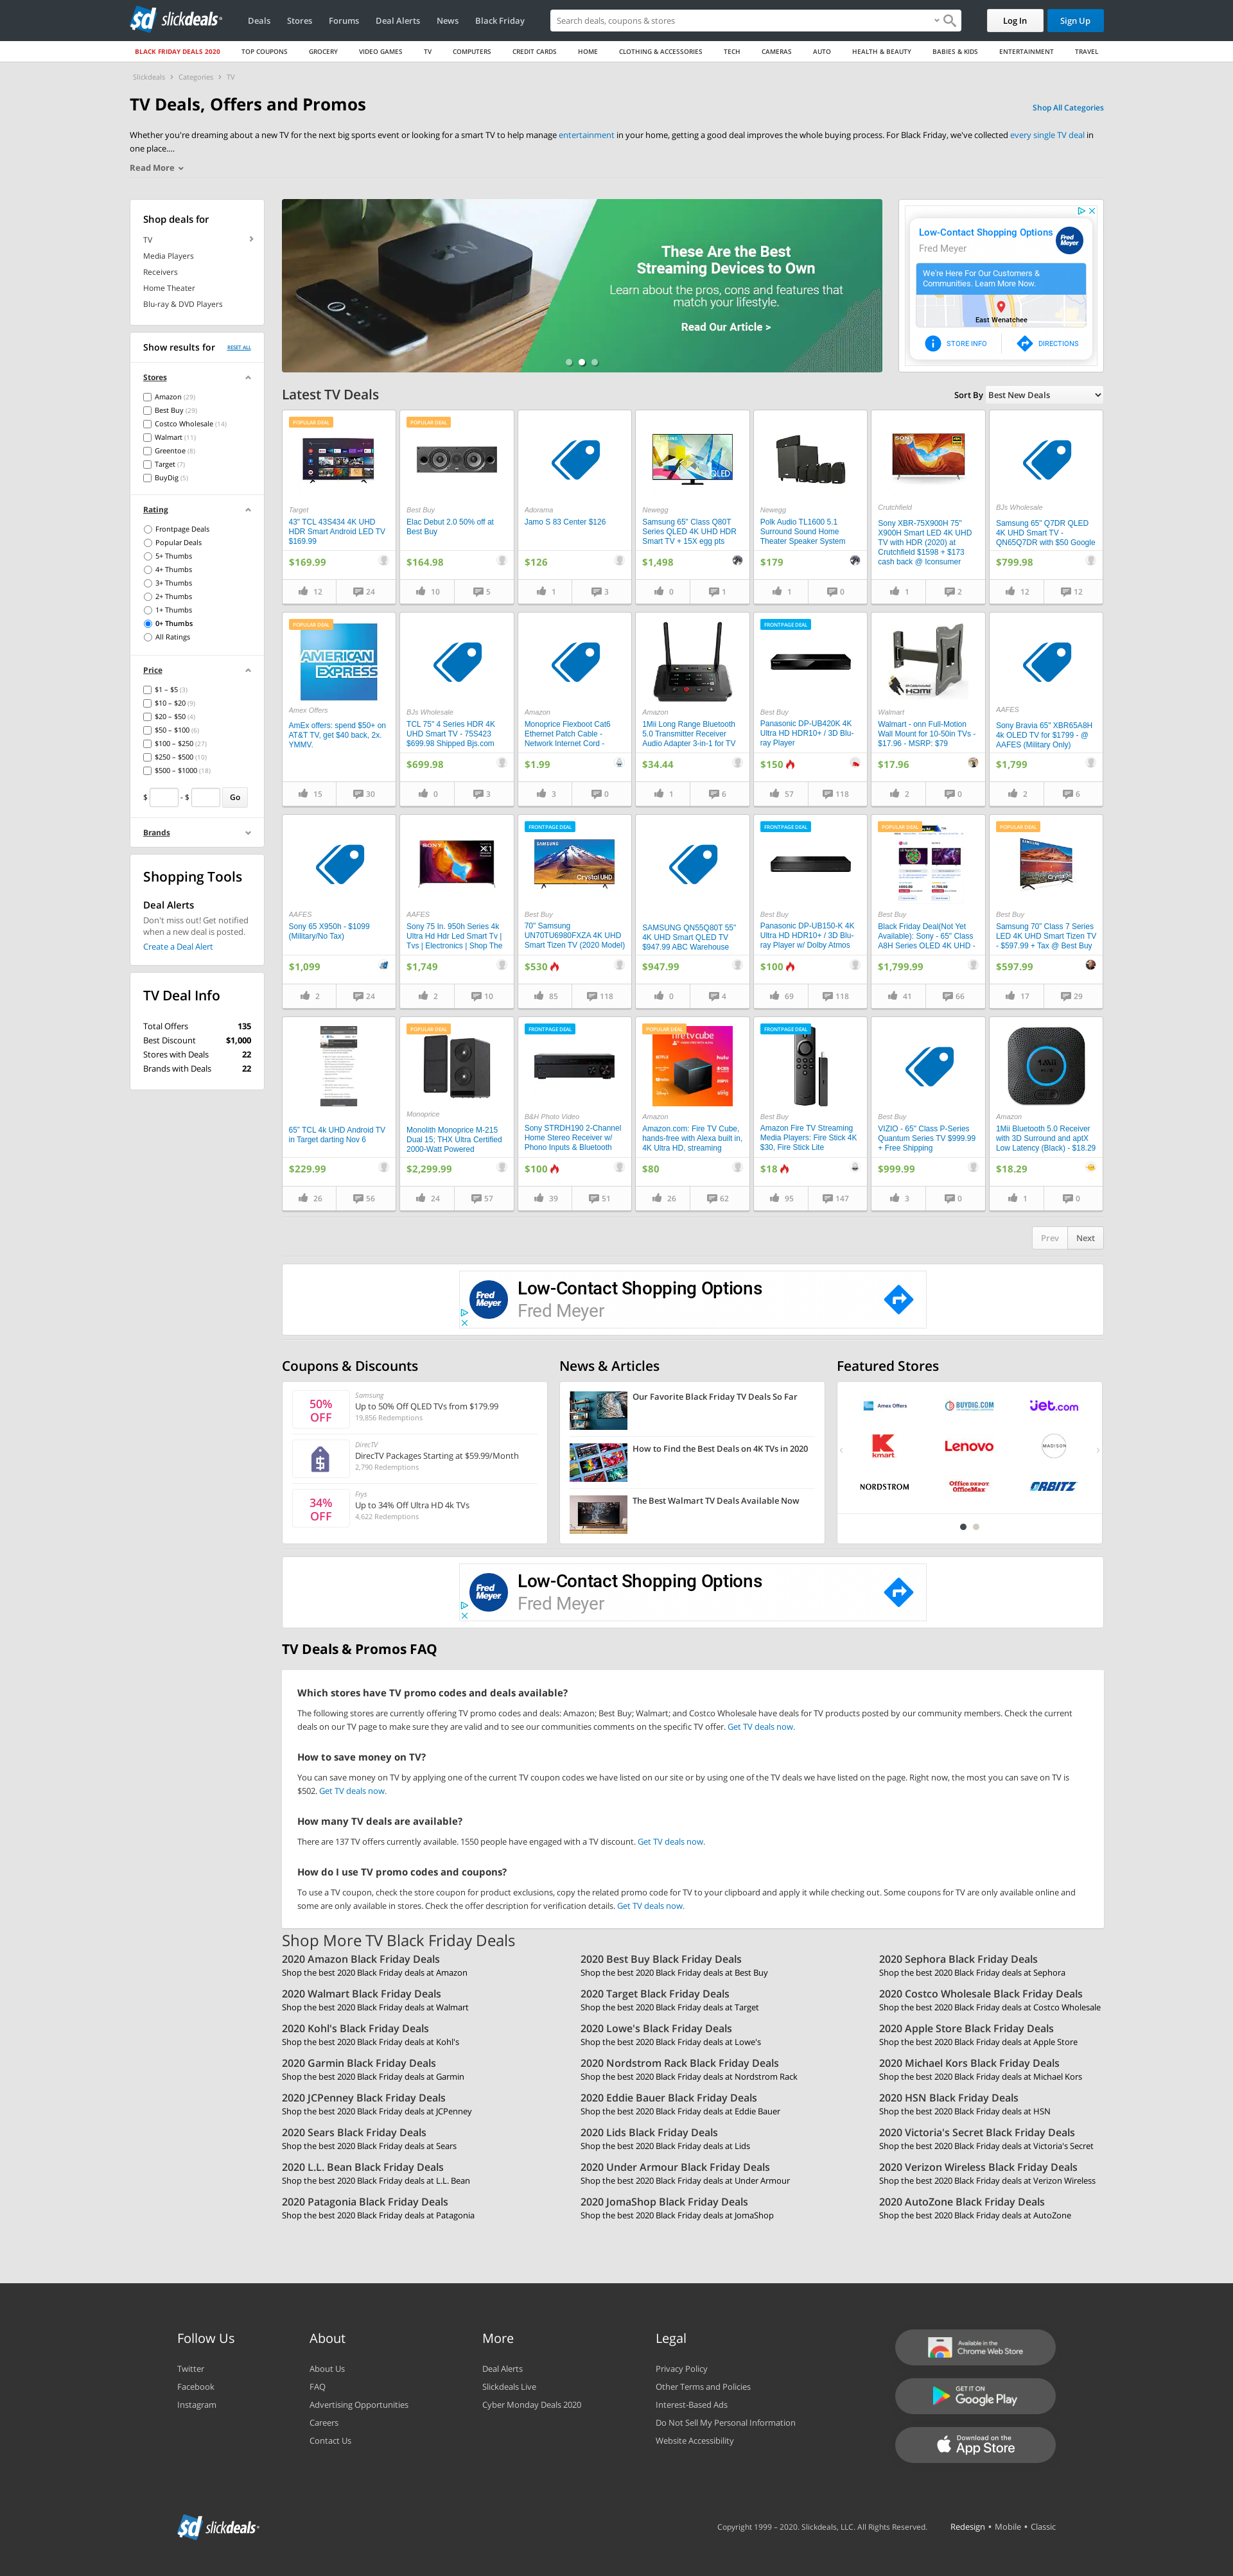 slickdeals
Deals
Stores
Forums
Deal Alerts
News
Black Friday
Search deals, coupons & stores
Log In
Sign Up
BLACK FRIDAY DEALS 2020
TOP COUPONS
GROCERY
VIDEO GAMES
TV
COMPUTERS
CREDIT CARDS
HOME
CLOTHING & ACCESSORIES
TECH
CAMERAS
AUTO
HEALTH & BEAUTY
BABIES & KIDS
ENTERTAINMENT
TRAVEL
Slickdeals > Categories > TV
TV Deals, Offers and Promos
Shop All Categories
Whether you're dreaming about a new TV for the next big sports event or looking for a smart TV to help manage entertainment in your home, getting a good deal improves the whole buying process. For Black Friday, we've collected every single TV deal in
one place....
Read More
Shop deals for
TV
Media Players
Receivers
Home Theater
Blu-ray & DVD Players
Show results for
RESET ALL
Stores
Amazon (29)
Best Buy (29)
Costco Wholesale (14)
Walmart (11)
Greentoe (8)
Target (7)
BuyDig (5)
Rating
Frontpage Deals
Popular Deals
5+ Thumbs
4+ Thumbs
3+ Thumbs
2+ Thumbs
1+ Thumbs
0+ Thumbs
All Ratings
Price
$1 – $5 (3)
$10 – $20 (9)
$20 – $50 (4)
$50 – $100 (6)
$100 – $250 (27)
$250 – $500 (10)
$500 – $1000 (18)
$ - $ Go
Brands
Shopping Tools
Deal Alerts
Don't miss out! Get notified
when a new deal is posted.
Create a Deal Alert
TV Deal Info
Total Offers 135
Best Discount $1,000
Stores with Deals 22
Brands with Deals 22
These Are the Best
Streaming Devices to Own
Learn about the pros, cons and features that
match your lifestyle.
Read Our Article >
Low-Contact Shopping Options
Fred Meyer
We're Here For Our Customers &
Communities. Learn More Now.
East Wenatchee
STORE INFO
DIRECTIONS
Latest TV Deals
Sort By Best New Deals
POPULAR DEAL
Target
43" TCL 43S434 4K UHD
HDR Smart Android LED TV
$169.99
$169.99
12
24
POPULAR DEAL
Best Buy
Elac Debut 2.0 50% off at
Best Buy
$164.98
10
5
Adorama
Jamo S 83 Center $126
$126
1
3
Newegg
Samsung 65" Class Q80T
Series QLED 4K UHD HDR
Smart TV + 15X egg pts
$1,498
0
1
Newegg
Polk Audio TL1600 5.1
Surround Sound Home
Theater Speaker System
$179
1
0
Crutchfield
Sony XBR-75X900H 75"
X900H Smart LED 4K UHD
TV with HDR (2020) at
Crutchfield $1598 + $173
cash back @ Iconsumer
1
2
BJs Wholesale
Samsung 65" Q7DR QLED
4K UHD Smart TV -
QN65Q7DR with $50 Google
$799.98
12
12
POPULAR DEAL
AMERICAN
EXPRESS
Amex Offers
AmEx offers: spend $50+ on
AT&T TV, get $40 back, 2x.
YMMV.
15
30
BJs Wholesale
TCL 75" 4 Series HDR 4K
UHD Smart TV - 75S423
$699.98 Shipped Bjs.com
$698.98
0
3
Amazon
Monoprice Flexboot Cat6
Ethernet Patch Cable -
Network Internet Cord -
$1.99
3
0
Amazon
1Mii Long Range Bluetooth
5.0 Transmitter Receiver
Audio Adapter 3-in-1 for TV
$34.44
1
6
FRONTPAGE DEAL
Best Buy
Panasonic DP-UB420K 4K
Ultra HD HDR10+ / 3D Blu-
ray Player
$150
57
118
HDMI
Walmart
Walmart - onn Full-Motion
Wall Mount for 10-50in TVs -
$17.96 - MSRP: $79
$17.96
2
0
AAFES
Sony Bravia 65" XBR65A8H
4k OLED TV for $1799 - @
AAFES (Military Only)
$1,799
2
6
AAFES
Sony 65 X950h - $1099
(Military/No Tax)
$1,099
2
24
AAFES
Sony 75 In, 950h Series 4k
Ultra Hd Hdr Led Smart Tv |
Tvs | Electronics | Shop The
$1,749
2
10
FRONTPAGE DEAL
Crystal UHD
Best Buy
70" Samsung
UN70TU6980FXZA 4K UHD
Smart Tizen TV (2020 Model)
$530
85
118
SAMSUNG QN55Q80T 55"
4K UHD Smart QLED TV
$947.99 ABC Warehouse
$947.99
0
4
FRONTPAGE DEAL
Best Buy
Panasonic DP-UB150-K 4K
Ultra HD HDR10+ / 3D Blu-
ray Player w/ Dolby Atmos
$100
69
118
POPULAR DEAL
Best Buy
Black Friday Deal(Not Yet
Available): Sony - 65" Class
A8H Series OLED 4K UHD -
$1,799.99
41
66
POPULAR DEAL
Best Buy
Samsung 70" Class 7 Series
LED 4K UHD Smart Tizen TV
- $597.99 + Tax @ Best Buy
$597.99
17
29
65" TCL 4k UHD Android TV
in Target darting Nov 6
$229.99
26
56
POPULAR DEAL
Monoprice
Monolith Monoprice M-215
Dual 15; THX Ultra Certified
2000-Watt Powered
$2,299.99
24
57
FRONTPAGE DEAL
B&H Photo Video
Sony STRDH190 2-Channel
Home Stereo Receiver w/
Phono Inputs & Bluetooth
$100
39
51
POPULAR DEAL
fire tv cube
Amazon
Amazon.com: Fire TV Cube,
hands-free with Alexa built in,
4K Ultra HD, streaming
$80
26
62
FRONTPAGE DEAL
Best Buy
Amazon Fire TV Streaming
Media Players: Fire Stick 4K
$30, Fire Stick Lite
$18
95
147
Best Buy
VIZIO - 65" Class P-Series
Quantum Series TV $999.99
+ Free Shipping
$999.99
3
0
Amazon
1Mii Bluetooth 5.0 Receiver
with 3D Surround and aptX
Low Latency (Black) - $18.29
$18.29
1
0
Prev
Next
Fred Meyer
Low-Contact Shopping Options
Fred Meyer
Coupons & Discounts
50%
OFF
Samsung
Up to 50% Off QLED TVs from $179.99
19,856 Redemptions
DirecTV
DirecTV Packages Starting at $59.99/Month
2,790 Redemptions
34%
OFF
Frys
Up to 34% Off Ultra HD 4k TVs
4,622 Redemptions
News & Articles
Our Favorite Black Friday TV Deals So Far
How to Find the Best Deals on 4K TVs in 2020
The Best Walmart TV Deals Available Now
Featured Stores
Amex Offers
BUYDIG.COM
Jet.com
kmart
Lenovo
MADISON
NORDSTROM
Office DEPOT
OfficeMax
ORBITZ
Fred Meyer
Low-Contact Shopping Options
Fred Meyer
TV Deals & Promos FAQ
Which stores have TV promo codes and deals available?
The following stores are currently offering TV promo codes and deals: Amazon; Best Buy; Walmart; and Costco Wholesale have deals for TV products posted by our community members. Check the current
deals on our TV page to make sure they are valid and to see our communities comments on the specific TV offer. Get TV deals now.
How to save money on TV?
You can save money on TV by applying one of the current TV coupon codes we have listed on our site or by using one of the TV deals we have listed on the page. Right now, the most you can save on TV is
$502. Get TV deals now.
How many TV deals are available?
There are 137 TV offers currently available. 1550 people have engaged with a TV discount. Get TV deals now.
How do I use TV promo codes and coupons?
To use a TV coupon, check the store coupon for product exclusions, copy the related promo code for TV to your clipboard and apply it while checking out. Some coupons for TV are only available online and
some are only available in stores. Check the offer description for verification details. Get TV deals now.
Shop More TV Black Friday Deals
2020 Amazon Black Friday Deals
Shop the best 2020 Black Friday deals at Amazon
2020 Best Buy Black Friday Deals
Shop the best 2020 Black Friday deals at Best Buy
2020 Sephora Black Friday Deals
Shop the best 2020 Black Friday deals at Sephora
2020 Walmart Black Friday Deals
Shop the best 2020 Black Friday deals at Walmart
2020 Target Black Friday Deals
Shop the best 2020 Black Friday deals at Target
2020 Costco Wholesale Black Friday Deals
Shop the best 2020 Black Friday deals at Costco Wholesale
2020 Kohl's Black Friday Deals
Shop the best 2020 Black Friday deals at Kohl's
2020 Lowe's Black Friday Deals
Shop the best 2020 Black Friday deals at Lowe's
2020 Apple Store Black Friday Deals
Shop the best 2020 Black Friday deals at Apple Store
2020 Garmin Black Friday Deals
Shop the best 2020 Black Friday deals at Garmin
2020 Nordstrom Rack Black Friday Deals
Shop the best 2020 Black Friday deals at Nordstrom Rack
2020 Michael Kors Black Friday Deals
Shop the best 2020 Black Friday deals at Michael Kors
2020 JCPenney Black Friday Deals
Shop the best 2020 Black Friday deals at JCPenney
2020 Eddie Bauer Black Friday Deals
Shop the best 2020 Black Friday deals at Eddie Bauer
2020 HSN Black Friday Deals
Shop the best 2020 Black Friday deals at HSN
2020 Sears Black Friday Deals
Shop the best 2020 Black Friday deals at Sears
2020 Lids Black Friday Deals
Shop the best 2020 Black Friday deals at Lids
2020 Victoria's Secret Black Friday Deals
Shop the best 2020 Black Friday deals at Victoria's Secret
2020 L.L. Bean Black Friday Deals
Shop the best 2020 Black Friday deals at L.L. Bean
2020 Under Armour Black Friday Deals
Shop the best 2020 Black Friday deals at Under Armour
2020 Verizon Wireless Black Friday Deals
Shop the best 2020 Black Friday deals at Verizon Wireless
2020 Patagonia Black Friday Deals
Shop the best 2020 Black Friday deals at Patagonia
2020 JomaShop Black Friday Deals
Shop the best 2020 Black Friday deals at JomaShop
2020 AutoZone Black Friday Deals
Shop the best 2020 Black Friday deals at AutoZone
Follow Us
Twitter
Facebook
Instagram
About
About Us
FAQ
Advertising Opportunities
Careers
Contact Us
More
Deal Alerts
Slickdeals Live
Cyber Monday Deals 2020
Legal
Privacy Policy
Other Terms and Policies
Interest-Based Ads
Do Not Sell My Personal Information
Website Accessibility
Available in the
Chrome Web Store
GET IT ON
Google Play
Download on the
App Store
slickdeals
Copyright 1999 – 2020. Slickdeals, LLC. All Rights Reserved.
Redesign • Mobile • Classic